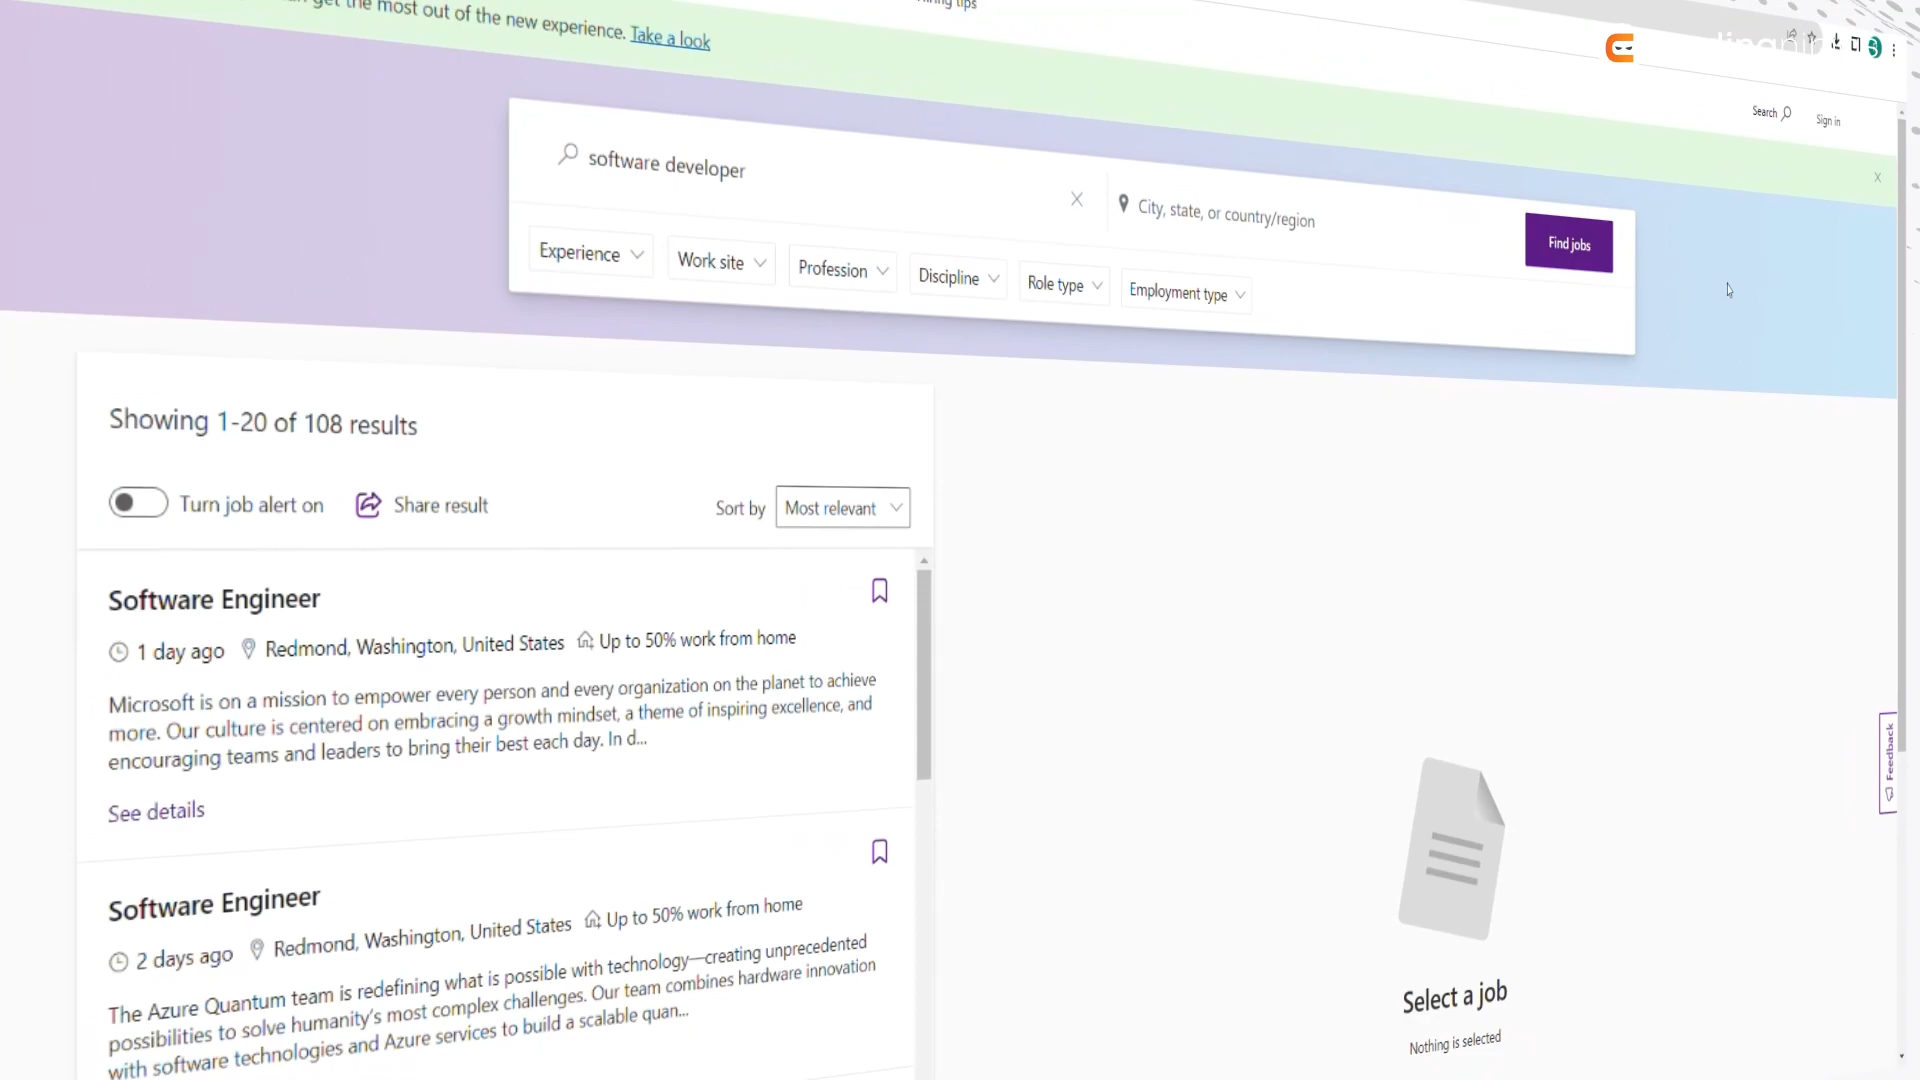 the most out of the new experience. Take a look
tips
Search
Sign in
software developer
City, state, or country/region
Find jobs
Experience
Work site
Profession
Discipline
Role type
Employment type
Showing 1-20 of 108 results
Turn job alert on
Share result
Sort by
Most relevant
Software Engineer
1 day ago
Redmond, Washington, United States
Up to 50% work from home
Microsoft is on a mission to empower every person and every organization on the planet to achieve
more. Our culture is centered on embracing a growth mindset, a theme of inspiring excellence, and
encouraging teams and leaders to bring their best each day. In d...
See details
Software Engineer
2 days ago
Redmond, Washington, United States
Up to 50% work from home
The Azure Quantum team is redefining what is possible with technology—creating unprecedented
possibilities to solve humanity's most complex challenges. Our team combines hardware innovation
with software technologies and Azure services to build a scalable quan...
Select a job
Nothing is selected
Feedback